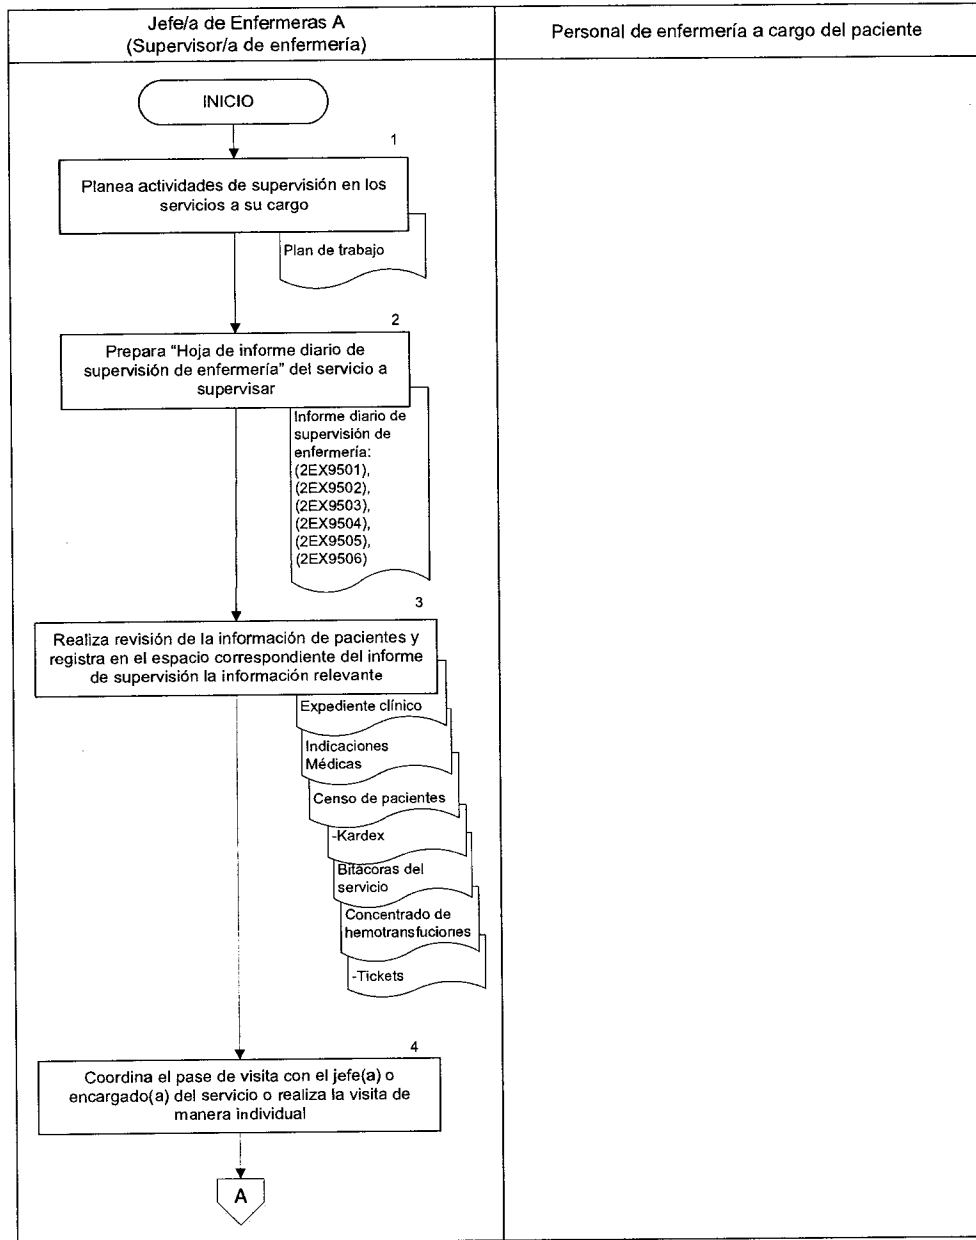 Jefe/a de Enfermeras A
(Supervisor/a de enfermería)
Personal de enfermería a cargo del paciente
INICIO
1
Planea actividades de supervisión en los
servicios a su cargo
Plan de trabajo
2
Prepara “Hoja de informe diario de
supervisión de enfermería” del servicio a
supervisar
Informe diario de
supervisión de
enfermería:
(2EX9501),
(2EX9502),
(2EX9503),
(2EX9504),
(2EX9505),
(2EX9506)
3
Realiza revisión de la información de pacientes y
registra en el espacio correspondiente del informe
de supervisión la información relevante
Expediente clínico
Indicaciones
Médicas
Censo de pacientes
-Kardex
Bitácoras del
servicio
Concentrado de
hemotransfuciones
-Tickets
4
Coordina el pase de visita con el jefe(a) o
encargado(a) del servicio o realiza la visita de
manera individual
A